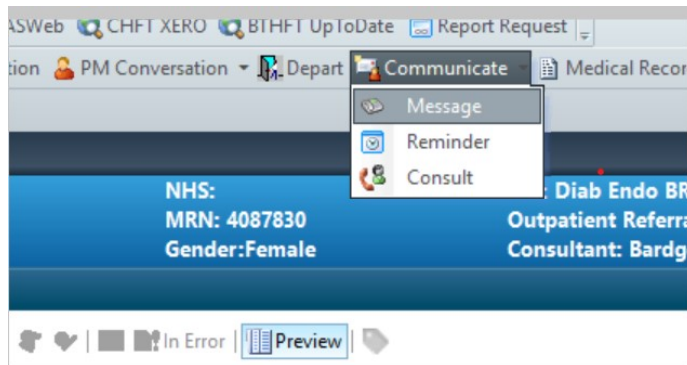 ASWeb CHFT XERO BTHFT UpToDate Report Request
tion PM Conversation Depart Communicate Medical Recor
Message
Reminder
Consult
NHS: : Diab Endo BR
MRN: 4087830 Outpatient Referra
Gender:Female Consultant: Bardg
In Error Preview